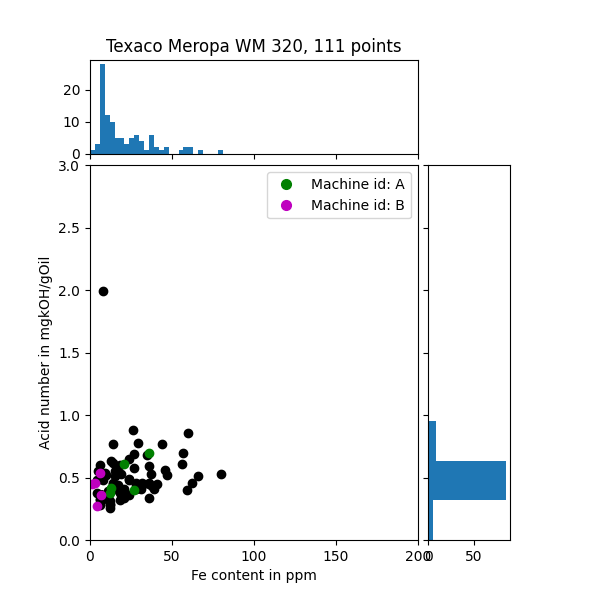 Texaco Meropa WM 320, 111 points
20
10
0
3.0
2.5
2.0
1.5
1.0
0.5
0.0
Acid number in mgkOH/gOil
Machine id: A
Machine id: B
0 50 100 150 200
Fe content in ppm
0 50